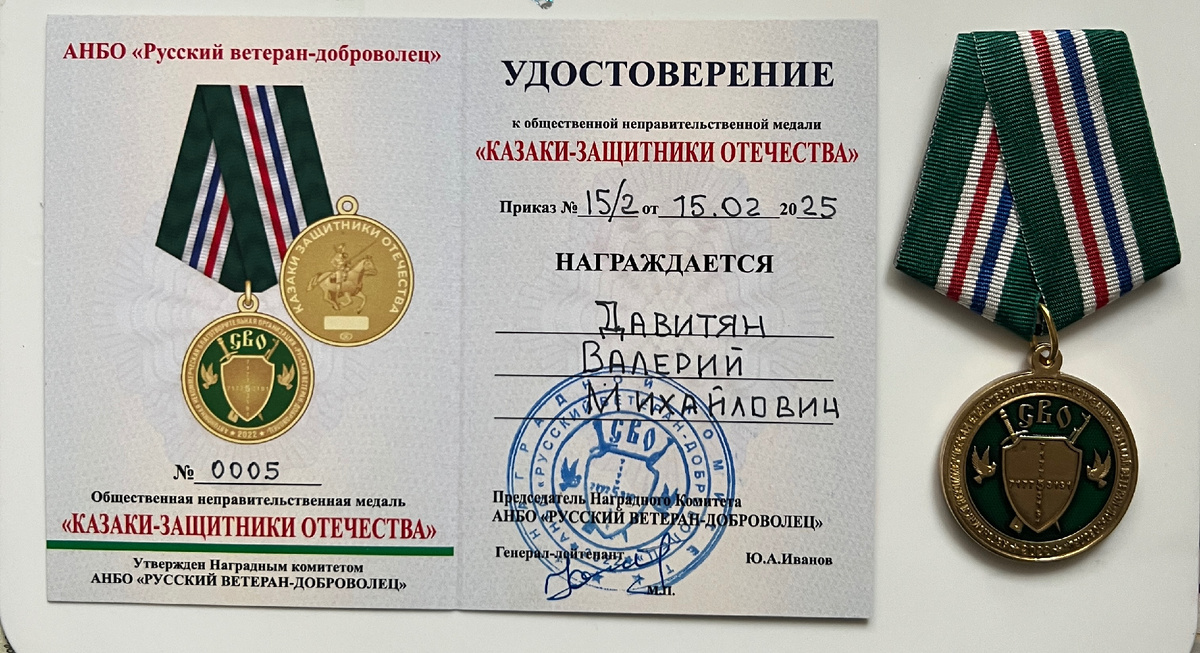 АНБО «Русский ветеран-доброволец»
КАЗАКИ ЗАЩИТНИКИ ОТЕЧЕСТВА
СВО
2022
№ 0005
Общественная неправительственная медаль
«КАЗАКИ-ЗАЩИТНИКИ ОТЕЧЕСТВА»
Утвержден Наградным комитетом
АНБО «РУССКИЙ ВЕТЕРАН-ДОБРОВОЛЕЦ»
УДОСТОВЕРЕНИЕ
к общественной неправительственной медали
«КАЗАКИ-ЗАЩИТНИКИ ОТЕЧЕСТВА»
Приказ № 15/2 от 15.02 2025
НАГРАЖДАЕТСЯ
ДАВИТЯН
ВАЛЕРИЙ
МИХАЙЛОВИЧ
СВО
Председатель Наградного Комитета
АНБО «РУССКИЙ ВЕТЕРАН-ДОБРОВОЛЕЦ»
Генерал-лейтенант Ю.А.Иванов
М.П.
СВО